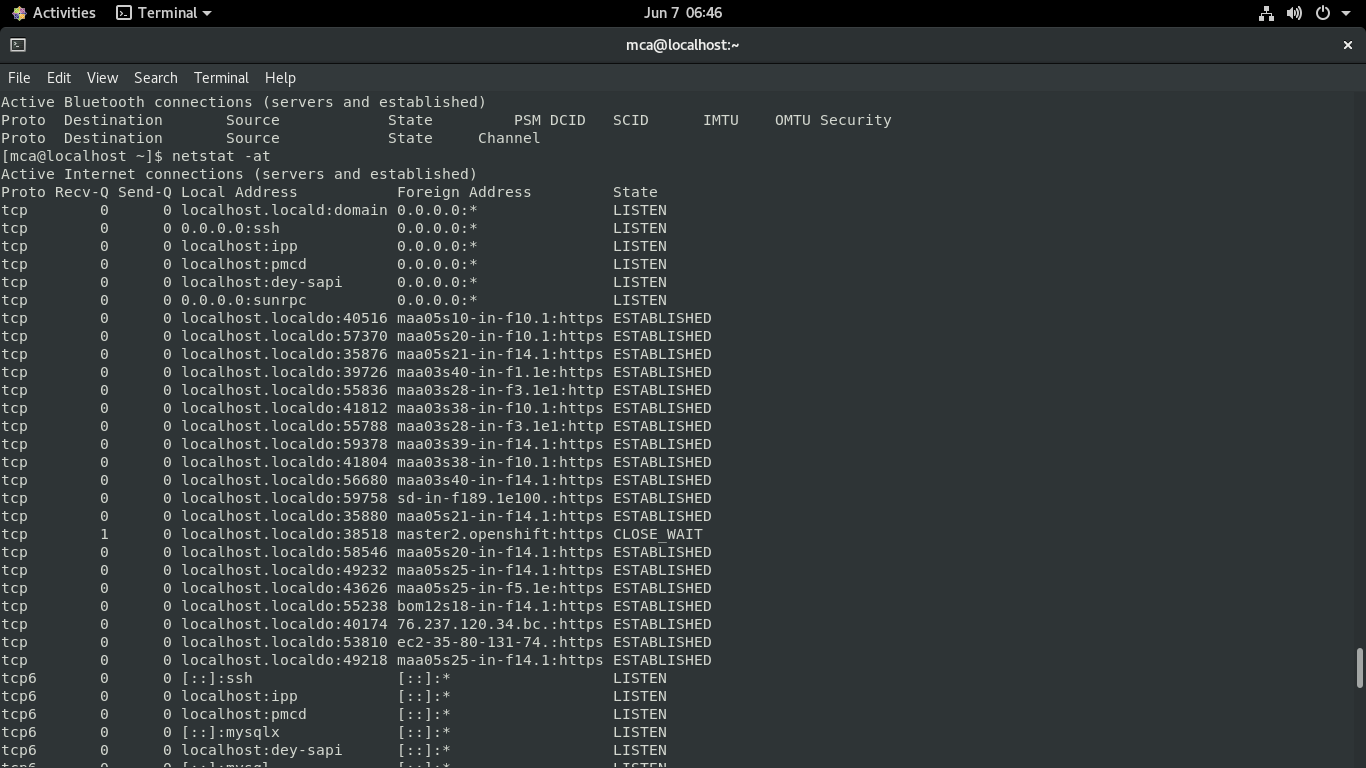 Activities Terminal Jun 7 06:46
mca@localhost:~
File Edit View Search Terminal Help
Active Bluetooth connections (servers and established)
Proto  Destination       Source            State         PSM DCID   SCID      IMTU    OMTU Security
Proto  Destination       Source            State     Channel
[mca@localhost ~]$ netstat -at
Active Internet connections (servers and established)
Proto Recv-Q Send-Q Local Address           Foreign Address         State
tcp        0      0 localhost.locald:domain 0.0.0.0:*               LISTEN
tcp        0      0 0.0.0.0:ssh             0.0.0.0:*               LISTEN
tcp        0      0 localhost:ipp           0.0.0.0:*               LISTEN
tcp        0      0 localhost:pmcd          0.0.0.0:*               LISTEN
tcp        0      0 localhost:dey-sapi      0.0.0.0:*               LISTEN
tcp        0      0 0.0.0.0:sunrpc          0.0.0.0:*               LISTEN
tcp        0      0 localhost.localdo:40516 maa05s10-in-f10.1:https ESTABLISHED
tcp        0      0 localhost.localdo:57370 maa05s20-in-f10.1:https ESTABLISHED
tcp        0      0 localhost.localdo:35876 maa05s21-in-f14.1:https ESTABLISHED
tcp        0      0 localhost.localdo:39726 maa03s40-in-f1.1e:https ESTABLISHED
tcp        0      0 localhost.localdo:55836 maa03s28-in-f3.1e1:http ESTABLISHED
tcp        0      0 localhost.localdo:41812 maa03s38-in-f10.1:https ESTABLISHED
tcp        0      0 localhost.localdo:55788 maa03s28-in-f3.1e1:http ESTABLISHED
tcp        0      0 localhost.localdo:59378 maa03s39-in-f14.1:https ESTABLISHED
tcp        0      0 localhost.localdo:41804 maa03s38-in-f10.1:https ESTABLISHED
tcp        0      0 localhost.localdo:56680 maa03s40-in-f14.1:https ESTABLISHED
tcp        0      0 localhost.localdo:59758 sd-in-f189.1e100.:https ESTABLISHED
tcp        0      0 localhost.localdo:35880 maa05s21-in-f14.1:https ESTABLISHED
tcp        1      0 localhost.localdo:38518 master2.openshift:https CLOSE_WAIT
tcp        0      0 localhost.localdo:58546 maa05s20-in-f14.1:https ESTABLISHED
tcp        0      0 localhost.localdo:49232 maa05s25-in-f14.1:https ESTABLISHED
tcp        0      0 localhost.localdo:43626 maa05s25-in-f5.1e:https ESTABLISHED
tcp        0      0 localhost.localdo:55238 bom12s18-in-f14.1:https ESTABLISHED
tcp        0      0 localhost.localdo:40174 76.237.120.34.bc.:https ESTABLISHED
tcp        0      0 localhost.localdo:53810 ec2-35-80-131-74.:https ESTABLISHED
tcp        0      0 localhost.localdo:49218 maa05s25-in-f14.1:https ESTABLISHED
tcp6       0      0 [::]:ssh                [::]:*                  LISTEN
tcp6       0      0 localhost:ipp           [::]:*                  LISTEN
tcp6       0      0 localhost:pmcd          [::]:*                  LISTEN
tcp6       0      0 [::]:mysqlx             [::]:*                  LISTEN
tcp6       0      0 localhost:dey-sapi      [::]:*                  LISTEN